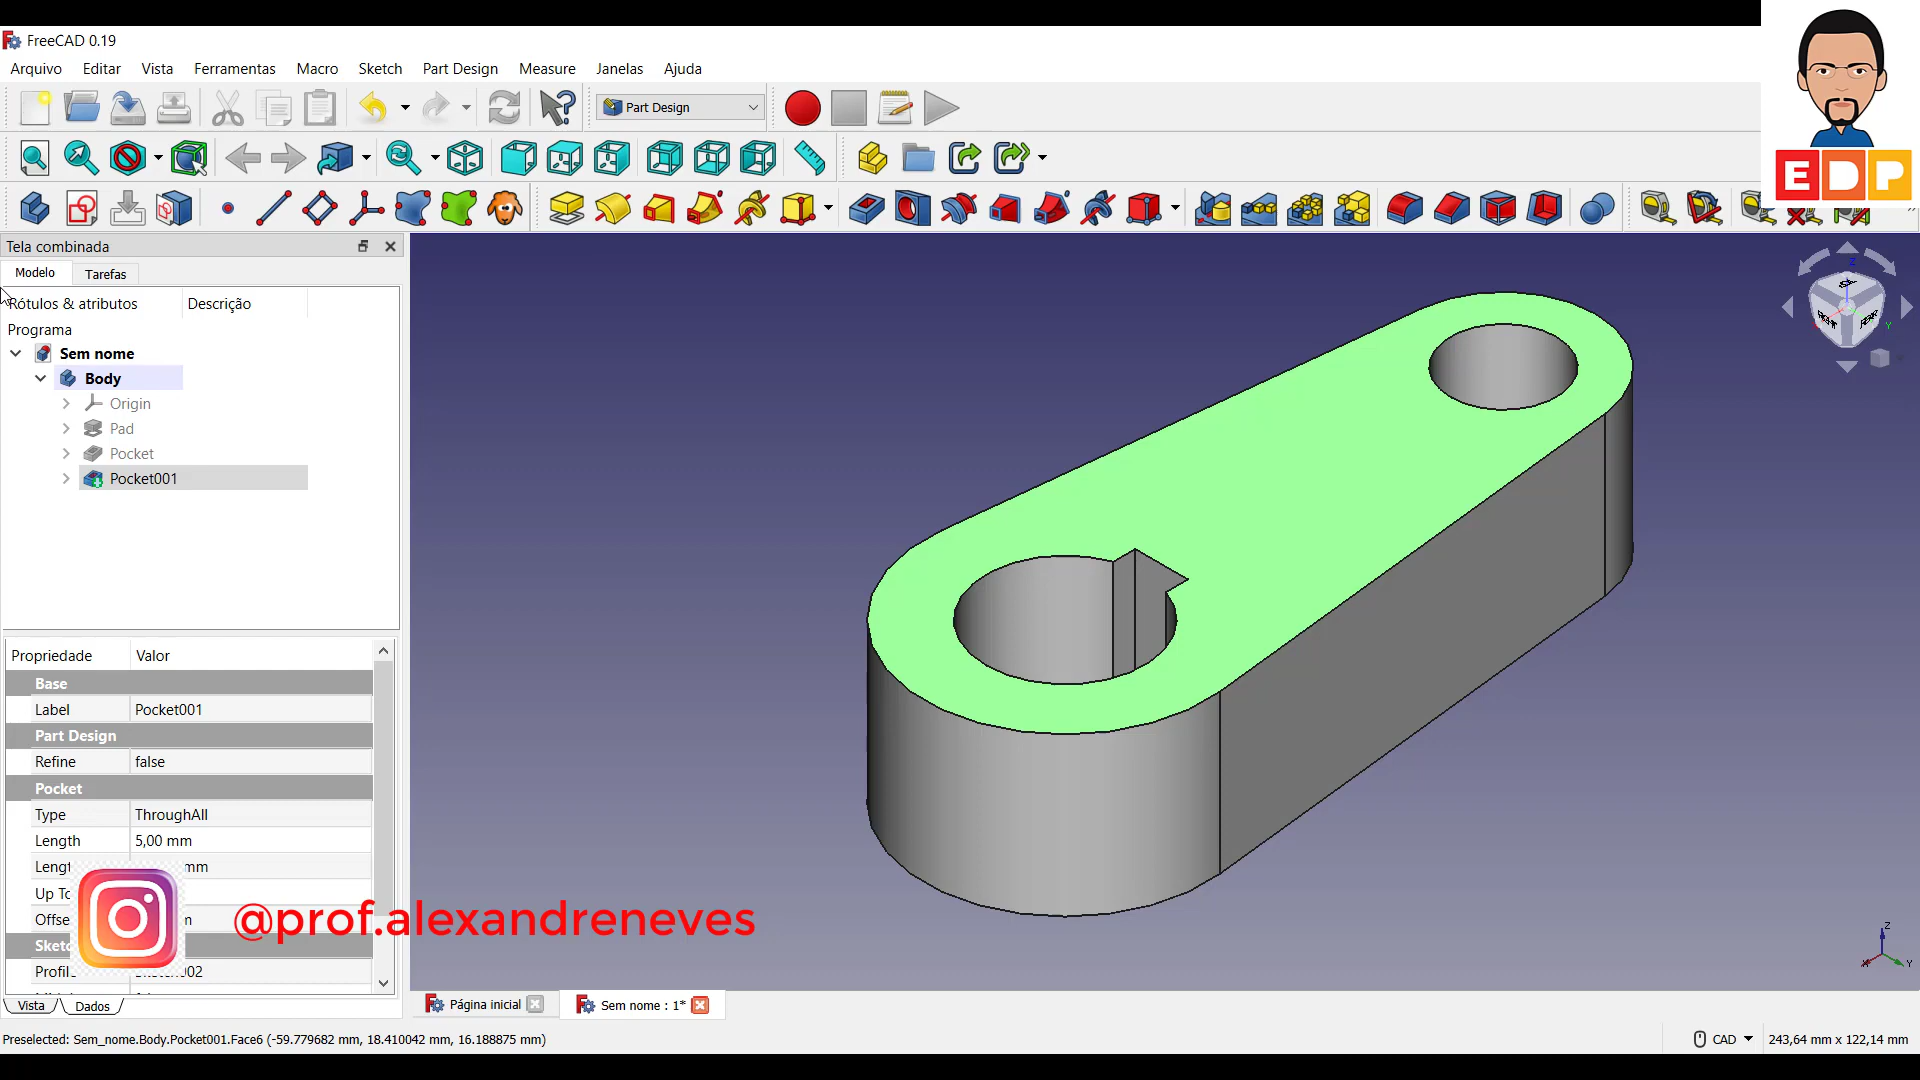 FreeCAD 0.19
Arquivo Editar Vista Ferramentas Macro Sketch Part Design Measure Janelas Ajuda
Part Design
EDP
Tela combinada
Modelo Tarefas
Rótulos & atributos Descrição
Programa
Sem nome
Body
Origin
Pad
Pocket
Pocket001
Propriedade Valor
Base
Label Pocket001
Part Design
Refine false
Pocket
Type ThroughAll
Length 5,00 mm
mm
Up To
@prof.alexandreneves
Vista Dados
Página inicial Sem nome : 1*
Preselected: Sem_nome.Body.Pocket001.Face6 (-59.779682 mm, 18.410042 mm, 16.188875 mm)
CAD 243,64 mm x 122,14 mm
Z
Y
Z
X
Y